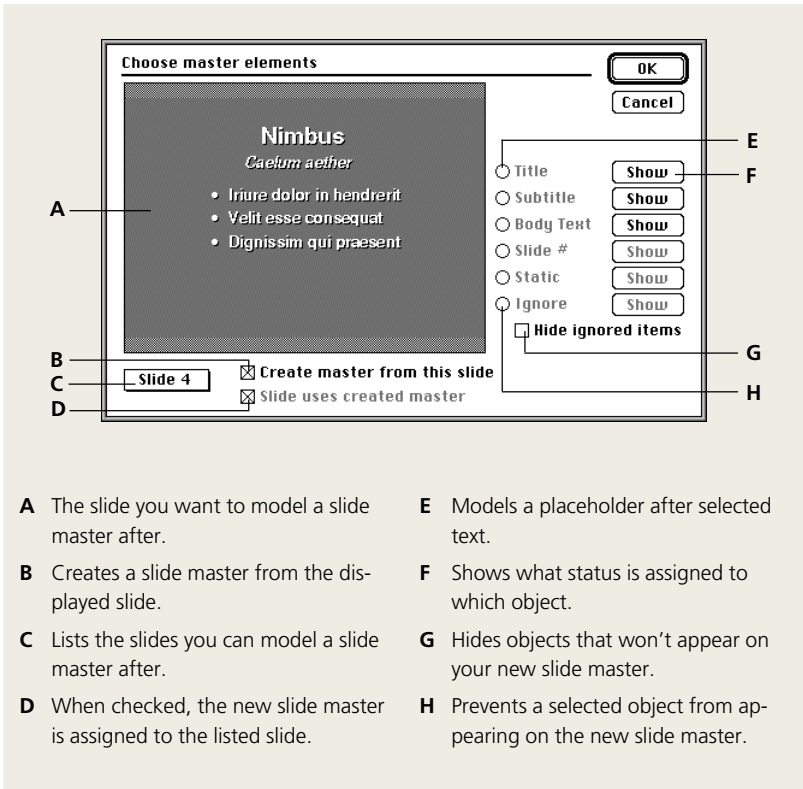 Choose master elements
OK
Cancel
Nimbus
Caelum aether
• Iriure dolor in hendrerit
• Velit esse consequat
• Dignissim qui praesent
E
Title Show
F
Subtitle Show
A
Body Text Show
Slide # Show
Static Show
Ignore Show
Hide ignored items
G
B
Create master from this slide
C
Slide 4
H
D
Slide uses created master
A The slide you want to model a slide
master after.
B Creates a slide master from the dis-
played slide.
C Lists the slides you can model a slide
master after.
D When checked, the new slide master
is assigned to the listed slide.
E Models a placeholder after selected
text.
F Shows what status is assigned to
which object.
G Hides objects that won’t appear on
your new slide master.
H Prevents a selected object from ap-
pearing on the new slide master.